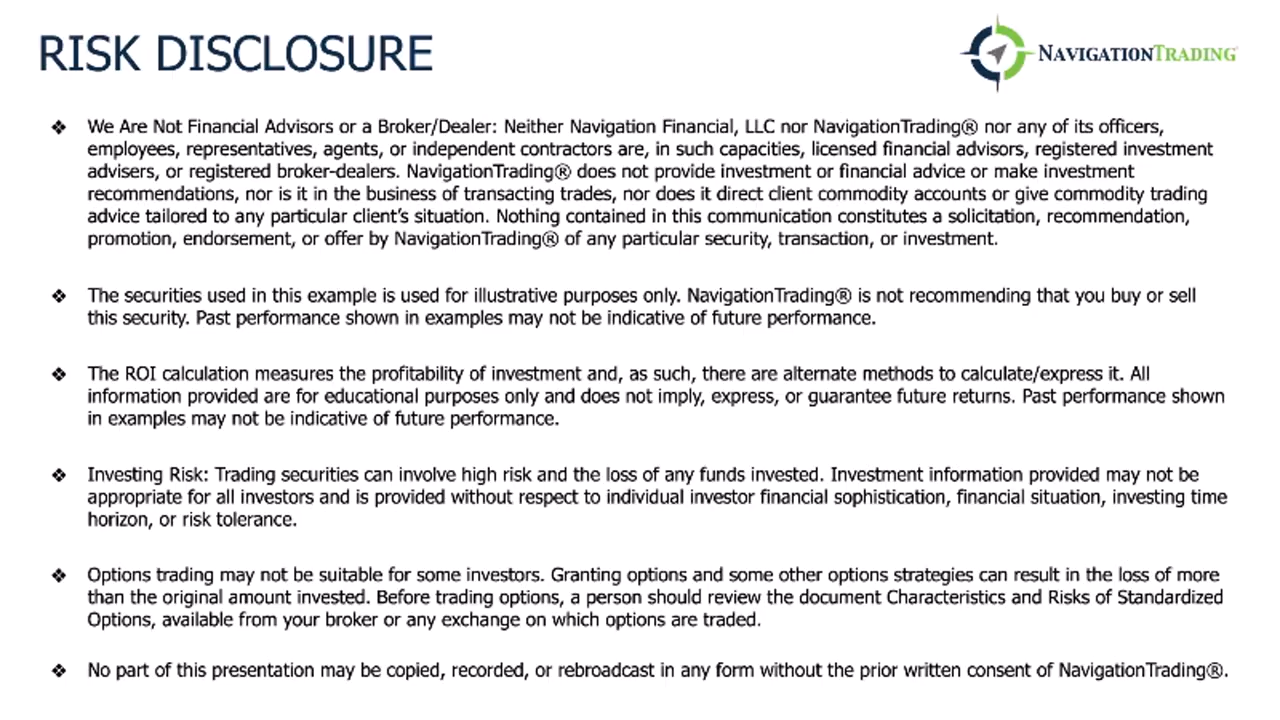 RISK DISCLOSURE
NAVIGATIONTRADING®
❖ We Are Not Financial Advisors or a Broker/Dealer: Neither Navigation Financial, LLC nor NavigationTrading® nor any of its officers,
employees, representatives, agents, or independent contractors are, in such capacities, licensed financial advisors, registered investment
advisers, or registered broker-dealers. NavigationTrading® does not provide investment or financial advice or make investment
recommendations, nor is it in the business of transacting trades, nor does it direct client commodity accounts or give commodity trading
advice tailored to any particular client's situation. Nothing contained in this communication constitutes a solicitation, recommendation,
promotion, endorsement, or offer by NavigationTrading® of any particular security, transaction, or investment.
❖ The securities used in this example is used for illustrative purposes only. NavigationTrading® is not recommending that you buy or sell
this security. Past performance shown in examples may not be indicative of future performance.
❖ The ROI calculation measures the profitability of investment and, as such, there are alternate methods to calculate/express it. All
information provided are for educational purposes only and does not imply, express, or guarantee future returns. Past performance shown
in examples may not be indicative of future performance.
❖ Investing Risk: Trading securities can involve high risk and the loss of any funds invested. Investment information provided may not be
appropriate for all investors and is provided without respect to individual investor financial sophistication, financial situation, investing time
horizon, or risk tolerance.
❖ Options trading may not be suitable for some investors. Granting options and some other options strategies can result in the loss of more
than the original amount invested. Before trading options, a person should review the document Characteristics and Risks of Standardized
Options, available from your broker or any exchange on which options are traded.
❖ No part of this presentation may be copied, recorded, or rebroadcast in any form without the prior written consent of NavigationTrading®.